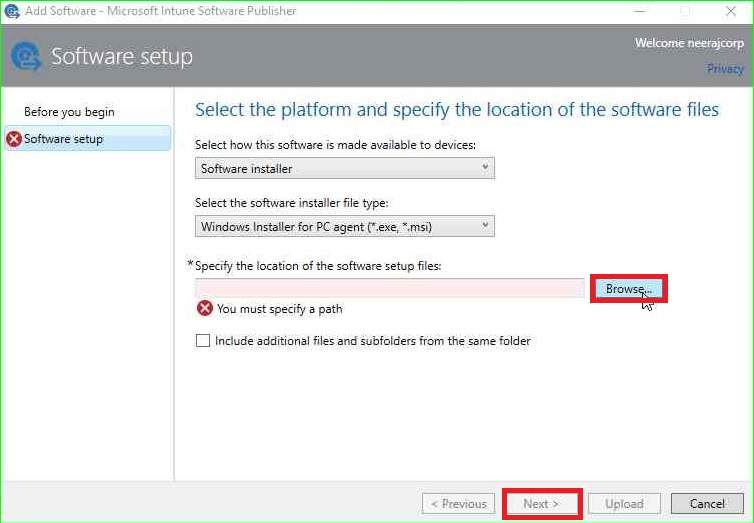 Add Software - Microsoft Intune Software Publisher
Welcome neerajcorp
Software setup
Privacy
Before you begin
Software setup
Select the platform and specify the location of the software files
Select how this software is made available to devices:
Software installer
Select the software installer file type:
Windows Installer for PC agent (*.exe, *.msi)
*Specify the location of the software setup files:
Browse...
You must specify a path
Include additional files and subfolders from the same folder
< Previous
Next >
Upload
Cancel